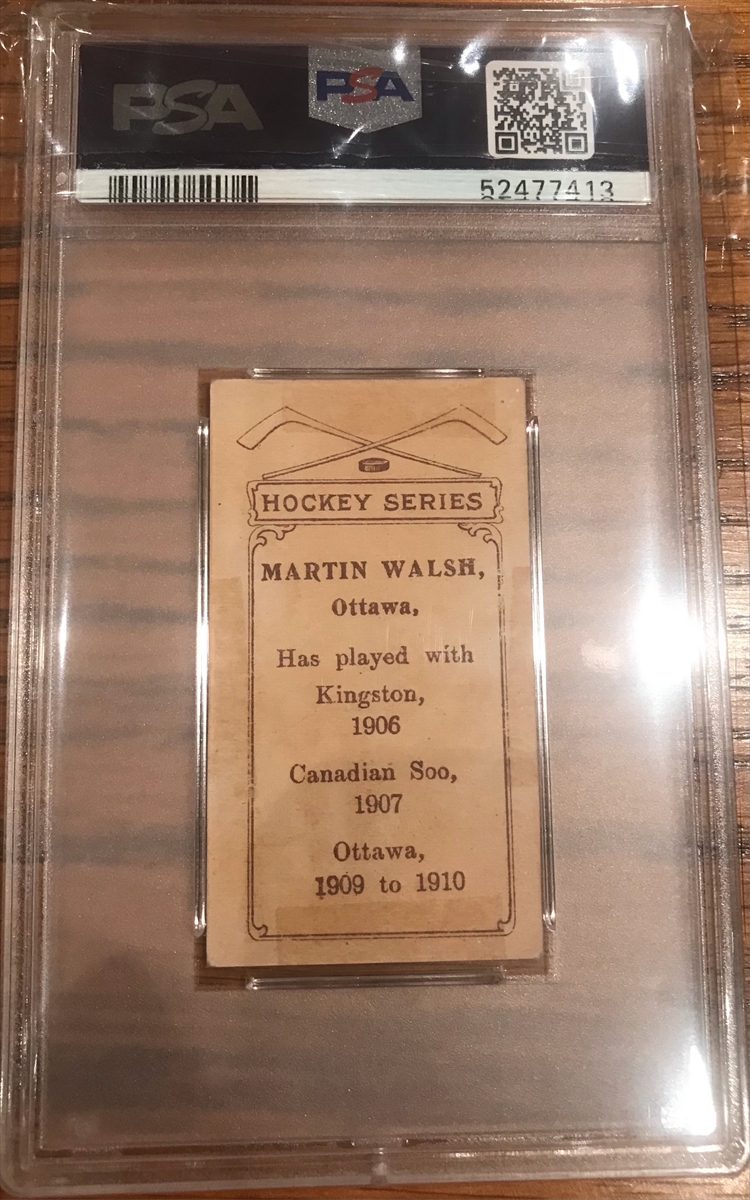 PSA PSA
52477413
HOCKEY SERIES
MARTIN WALSH,
Ottawa,
Has played with
Kingston,
1906
Canadian Soo,
1907
Ottawa,
1909 to 1910